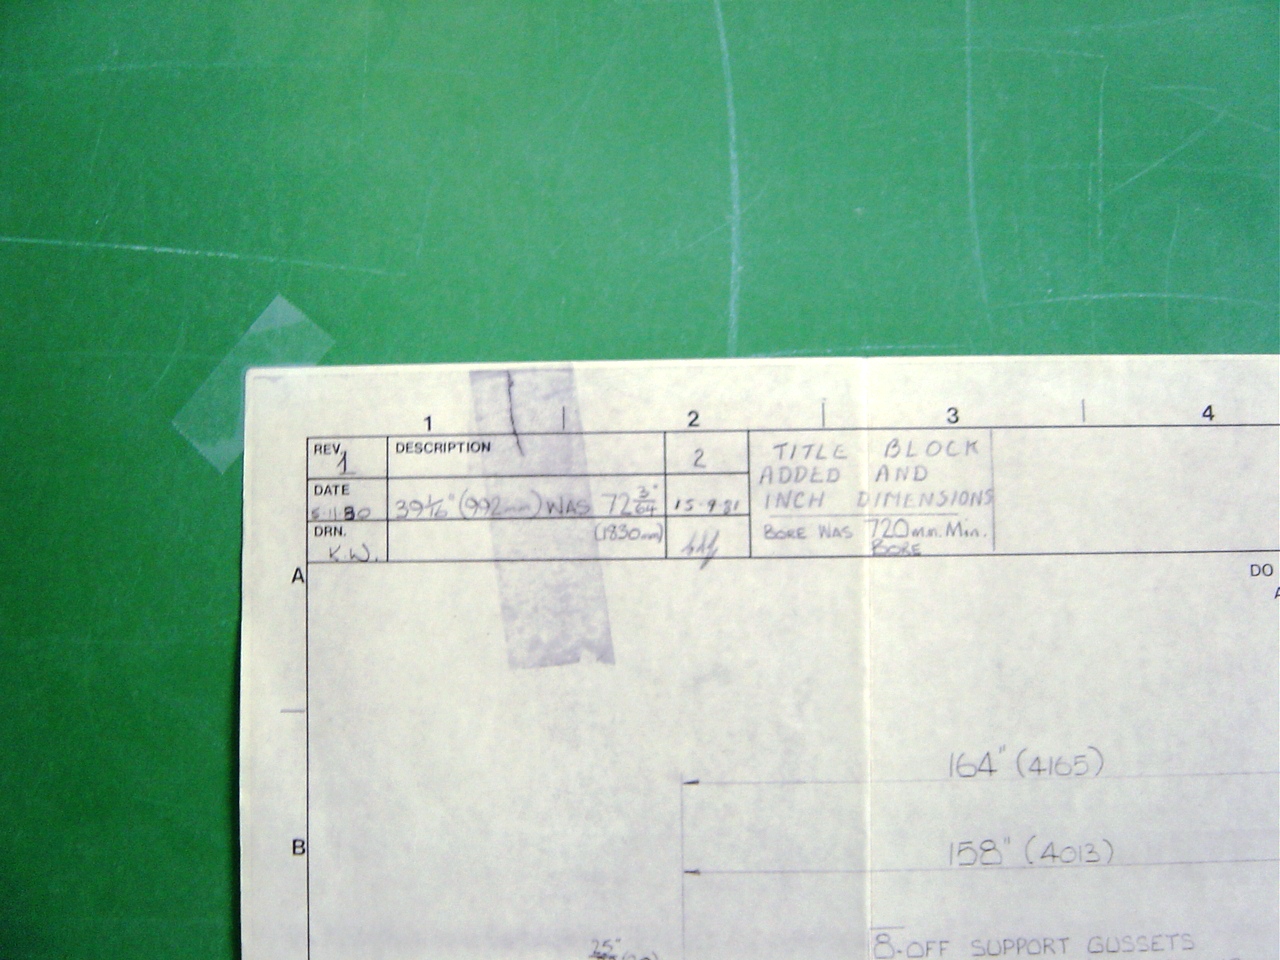 1 2 3 4
REV. 1 DESCRIPTION 2 TITLE BLOCK
ADDED AND
DATE INCH DIMENSIONS
5-11-80 39 1/16" (992mm) WAS 72 3/64" 15-9-81
DRN. (1830mm) BORE WAS 720mm. Min.
K.W. BORE
A DO
B
164" (4165)
158" (4013)
25"
8-OFF SUPPORT GUSSETS